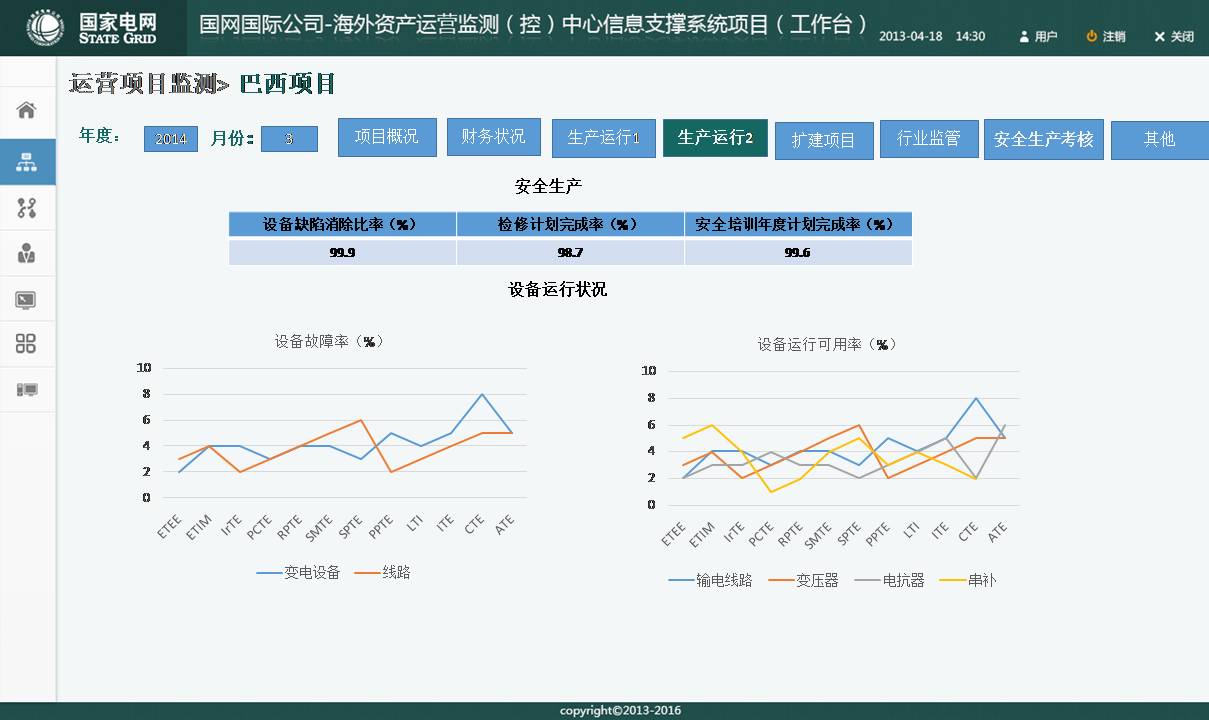 国家电网
STATE GRID
国网国际公司-海外资产运营监测（控）中心信息支撑系统项目（工作台）
2013-04-18 14:30 用户 注销 关闭
运营项目监测> 巴西项目
年度： 2014 月份： 3 项目概况 财务状况 生产运行1 生产运行2 扩建项目 行业监管 安全生产考核 其他
安全生产
设备缺陷消除比率（%） 检修计划完成率（%） 安全培训年度计划完成率（%）
99.9 98.7 99.6
设备运行状况
设备故障率（%）
10
8
6
4
2
0
ETEE ETIM IrTE PCTE RPTE SMTE SPTE PPTE LTI ITE CTE ATE
变电设备 线路
设备运行可用率（%）
10
8
6
4
2
0
ETEE ETIM IrTE PCTE RPTE SMTE SPTE PPTE LTI ITE CTE ATE
输电线路 变压器 电抗器 串补
copyright©2013-2016